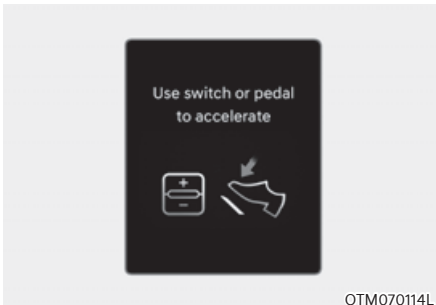 Use switch or pedal
to accelerate
+
−
OTM070114L